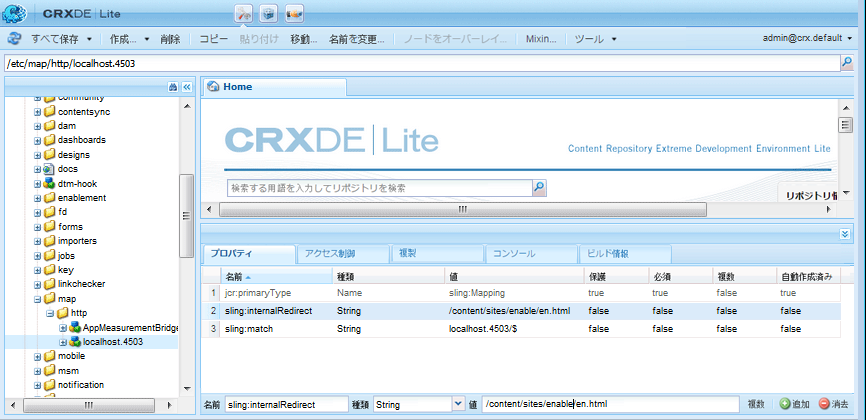 CRXDE | Lite
すべて保存 作成... 削除 コピー 貼り付け 移動... 名前を変更... ノードをオーバーレイ... Mixin... ツール admin@crx.default
/etc/map/http/localhost.4503
community
contentsync
dam
dashboards
designs
docs
dtm-hook
enablement
fd
forms
importers
jobs
key
linkchecker
map
http
AppMeasurementBridge
localhost.4503
mobile
msm
notification
Home
CRXDE | Lite
Content Repository Extreme Development Environment Lite
検索する用語を入力してリポジトリを検索
リポジトリ情
プロパティ アクセス制御 複製 コンソール ビルド情報
名前 種類 値 保護 必須 複数 自動作成済み
1 jcr:primaryType Name sling:Mapping true true false true
2 sling:internalRedirect String /content/sites/enable/en.html false false false false
3 sling:match String localhost.4503/$ false false false false
名前 sling:internalRedirect 種類 String 値 /content/sites/enable/en.html 複数 追加 消去